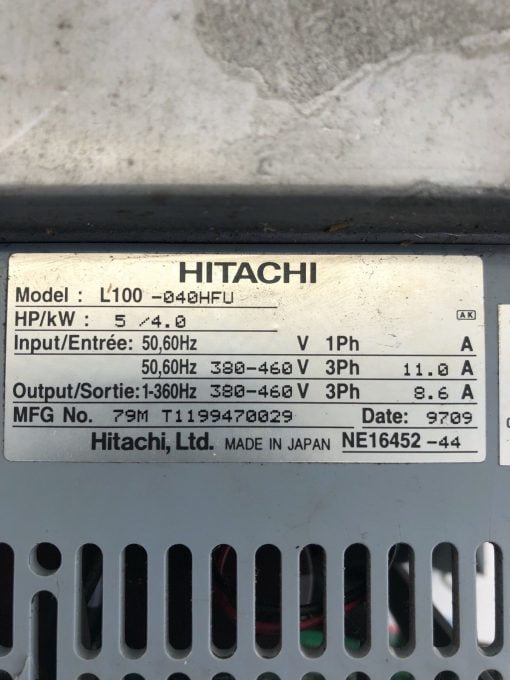 HITACHI
Model : L100 -040HFU
HP/kW : 5 /4.0 AK
Input/Entrée: 50,60Hz V 1Ph A
50,60Hz 380-460 V 3Ph 11.0 A
Output/Sortie: 1-360Hz 380-460 V 3Ph 8.6 A
MFG No. 79M T1199470029 Date: 9709
Hitachi, Ltd. MADE IN JAPAN NE16452 -44